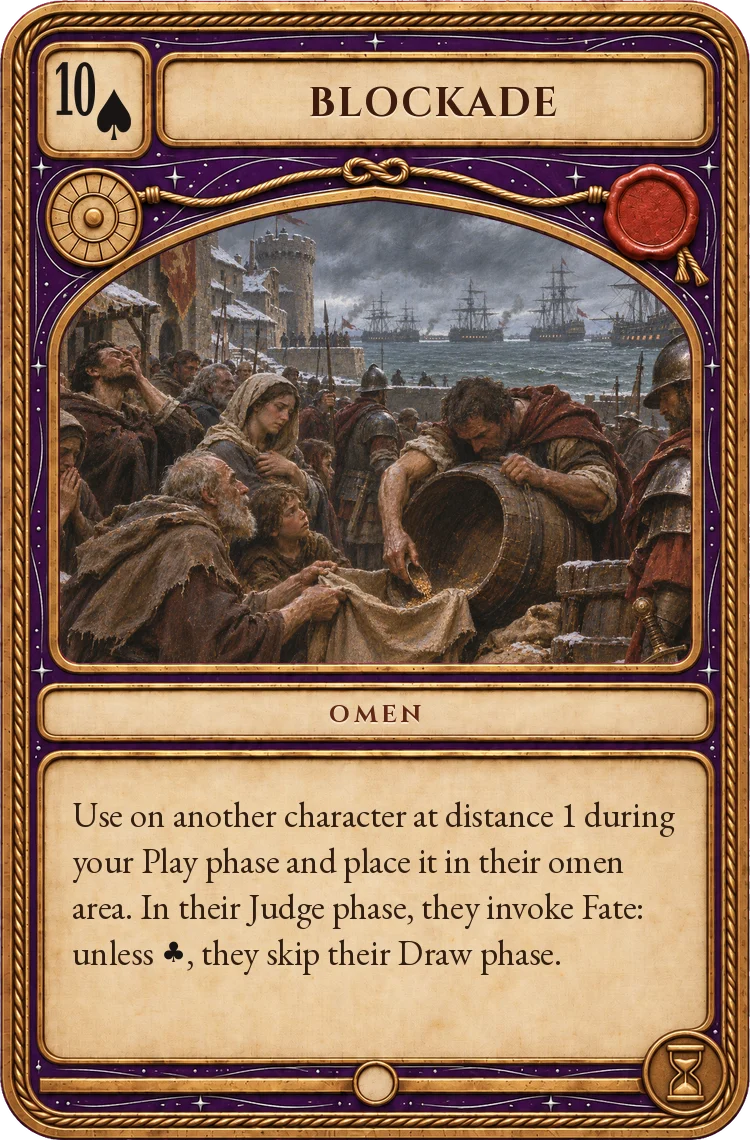 10♠
BLOCKADE
OMEN
Use on another character at distance 1 during
your Play phase and place it in their omen
area. In their Judge phase, they invoke Fate:
unless ♣, they skip their Draw phase.